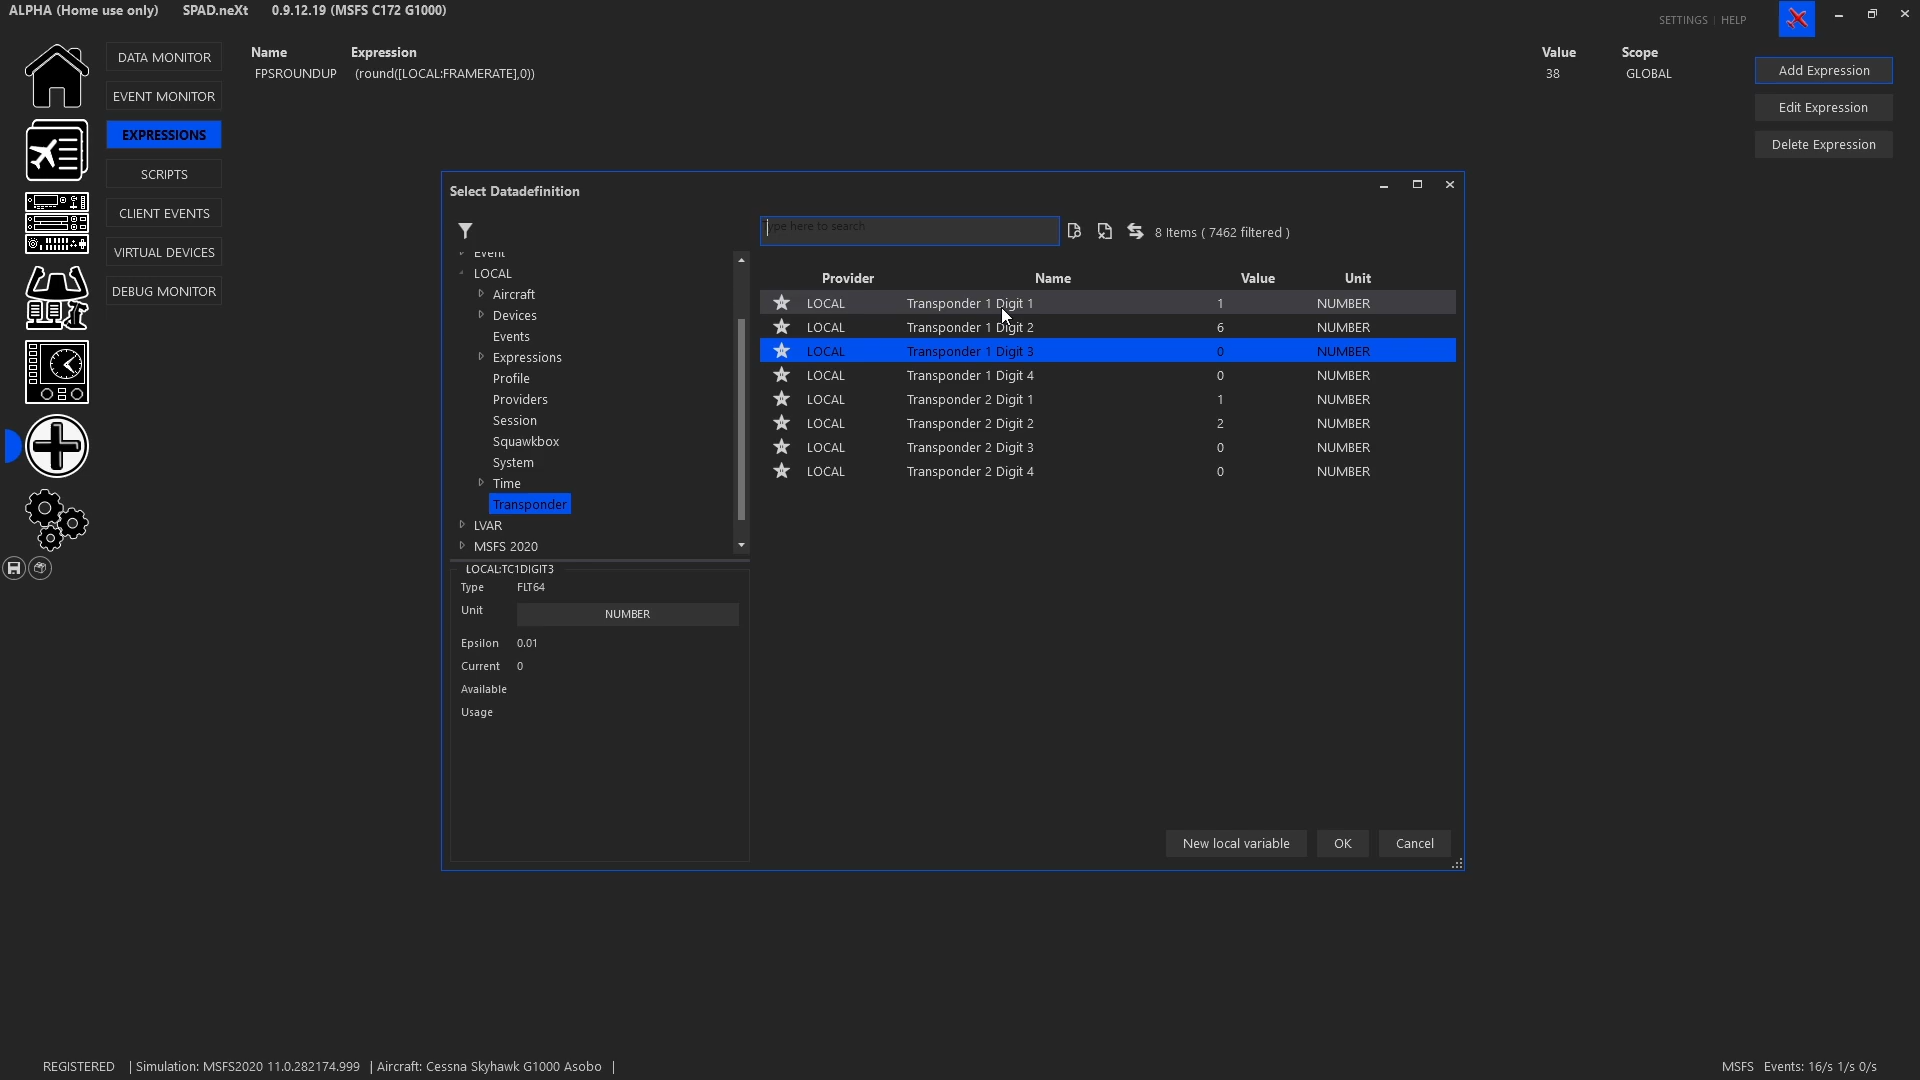 ALPHA (Home use only) SPAD.neXt 0.9.12.19 (MSFS C172 G1000)
SETTINGS | HELP
DATA MONITOR
EVENT MONITOR
EXPRESSIONS
SCRIPTS
CLIENT EVENTS
VIRTUAL DEVICES
DEBUG MONITOR
Name Expression Value Scope
FPSROUNDUP (round([LOCAL:FRAMERATE],0)) 38 GLOBAL
Add Expression
Edit Expression
Delete Expression
Select Datadefinition
type here to search
8 Items ( 7462 filtered )
Event
LOCAL
Aircraft
Devices
Events
Expressions
Profile
Providers
Session
Squawkbox
System
Time
Transponder
LVAR
MSFS 2020
Provider Name Value Unit
LOCAL Transponder 1 Digit 1 1 NUMBER
LOCAL Transponder 1 Digit 2 6 NUMBER
LOCAL Transponder 1 Digit 3 0 NUMBER
LOCAL Transponder 1 Digit 4 0 NUMBER
LOCAL Transponder 2 Digit 1 1 NUMBER
LOCAL Transponder 2 Digit 2 2 NUMBER
LOCAL Transponder 2 Digit 3 0 NUMBER
LOCAL Transponder 2 Digit 4 0 NUMBER
LOCAL:TC1DIGIT3
Type FLT64
Unit NUMBER
Epsilon 0.01
Current 0
Available
Usage
New local variable OK Cancel
REGISTERED | Simulation: MSFS2020 11.0.282174.999 | Aircraft: Cessna Skyhawk G1000 Asobo |
MSFS Events: 16/s 1/s 0/s